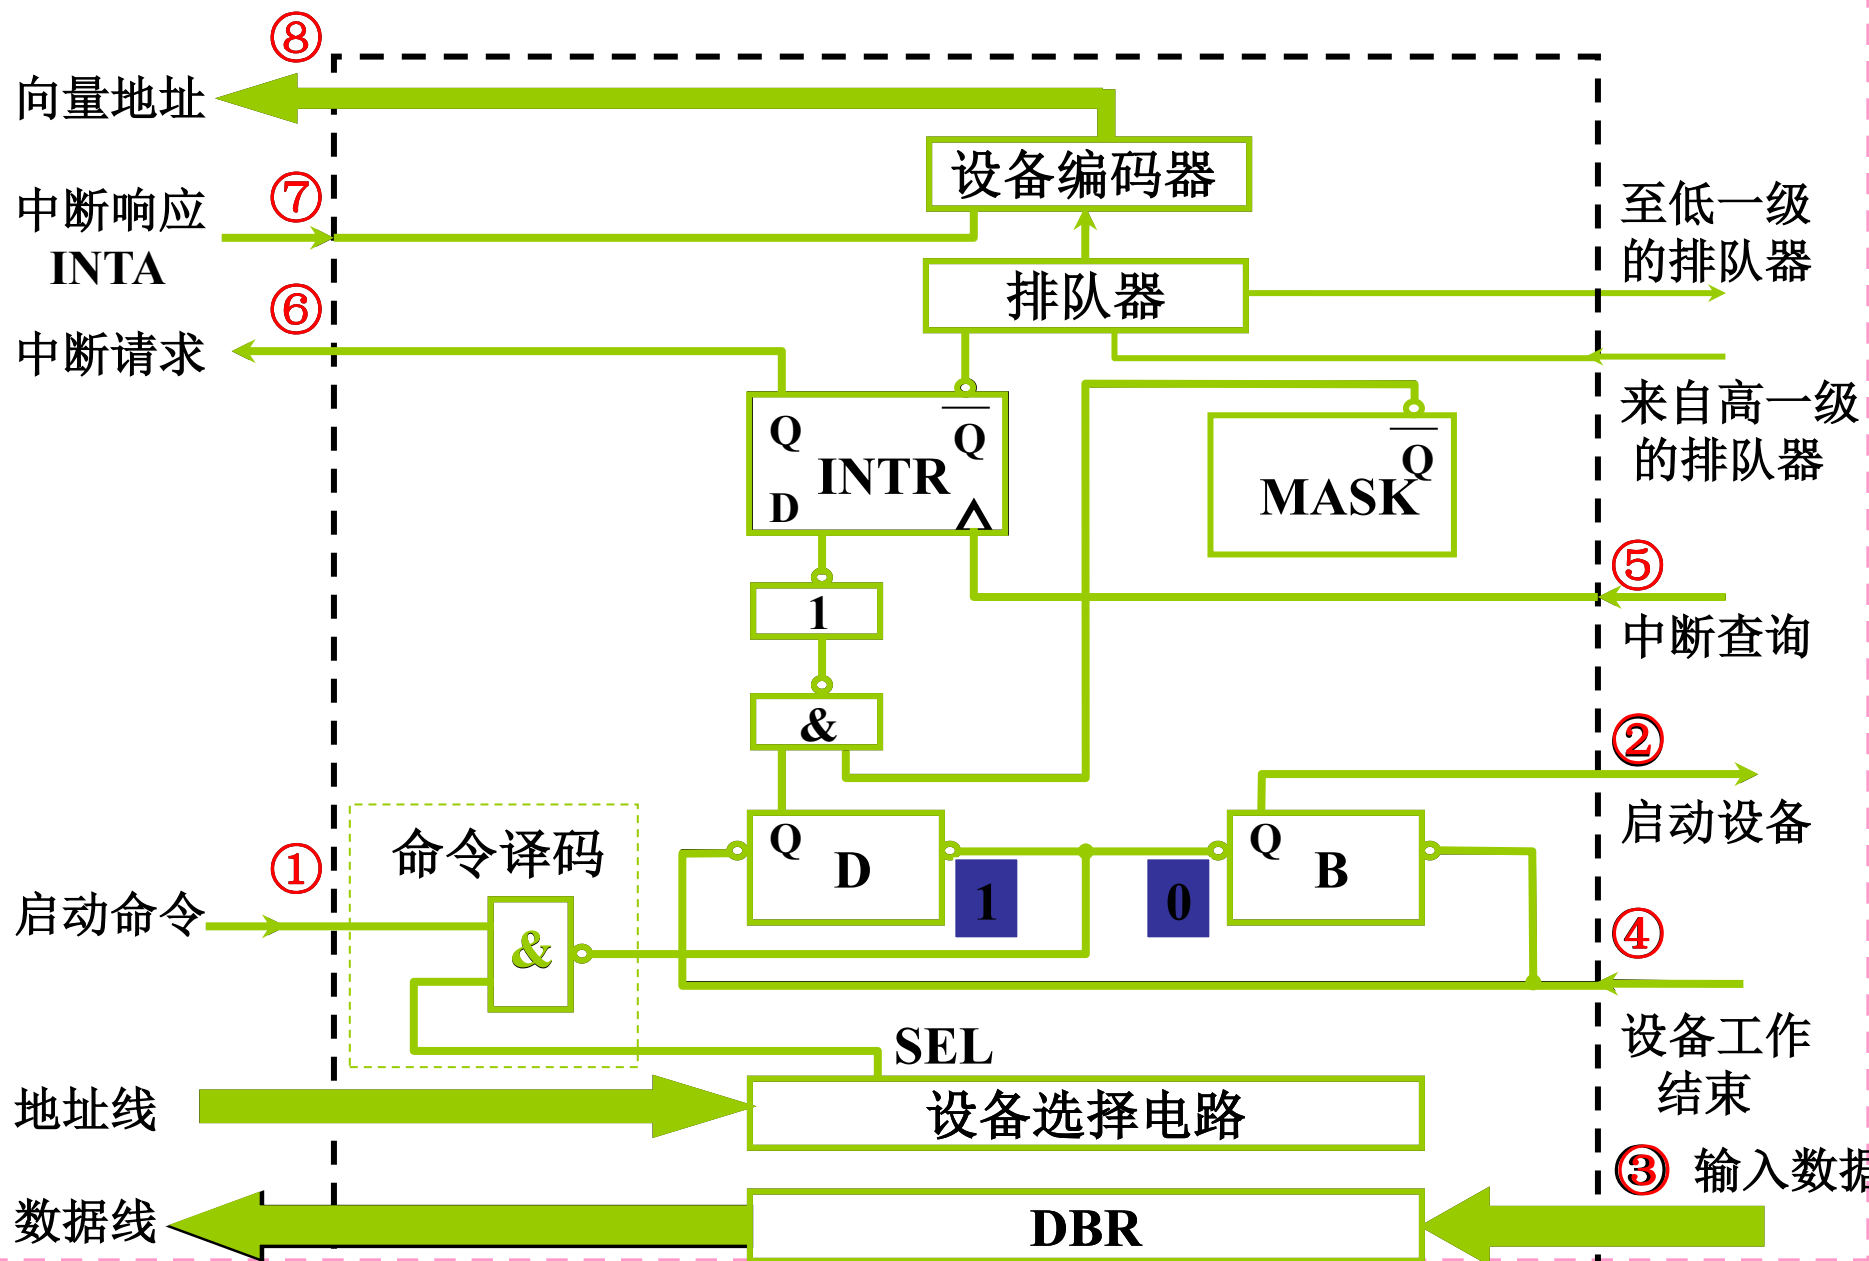 ⑧
向量地址
设备编码器
⑦
中断响应
INTA
至低一级
的排队器
排队器
⑥
中断请求
来自高一级
的排队器
Q
Q
INTR
D
Q
MASK
⑤
中断查询
1
&
②
启动设备
命令译码
Q
D
Q
B
1
0
①
启动命令
&
④
设备工作
结束
SEL
地址线
设备选择电路
③ 输入数据
数据线
DBR